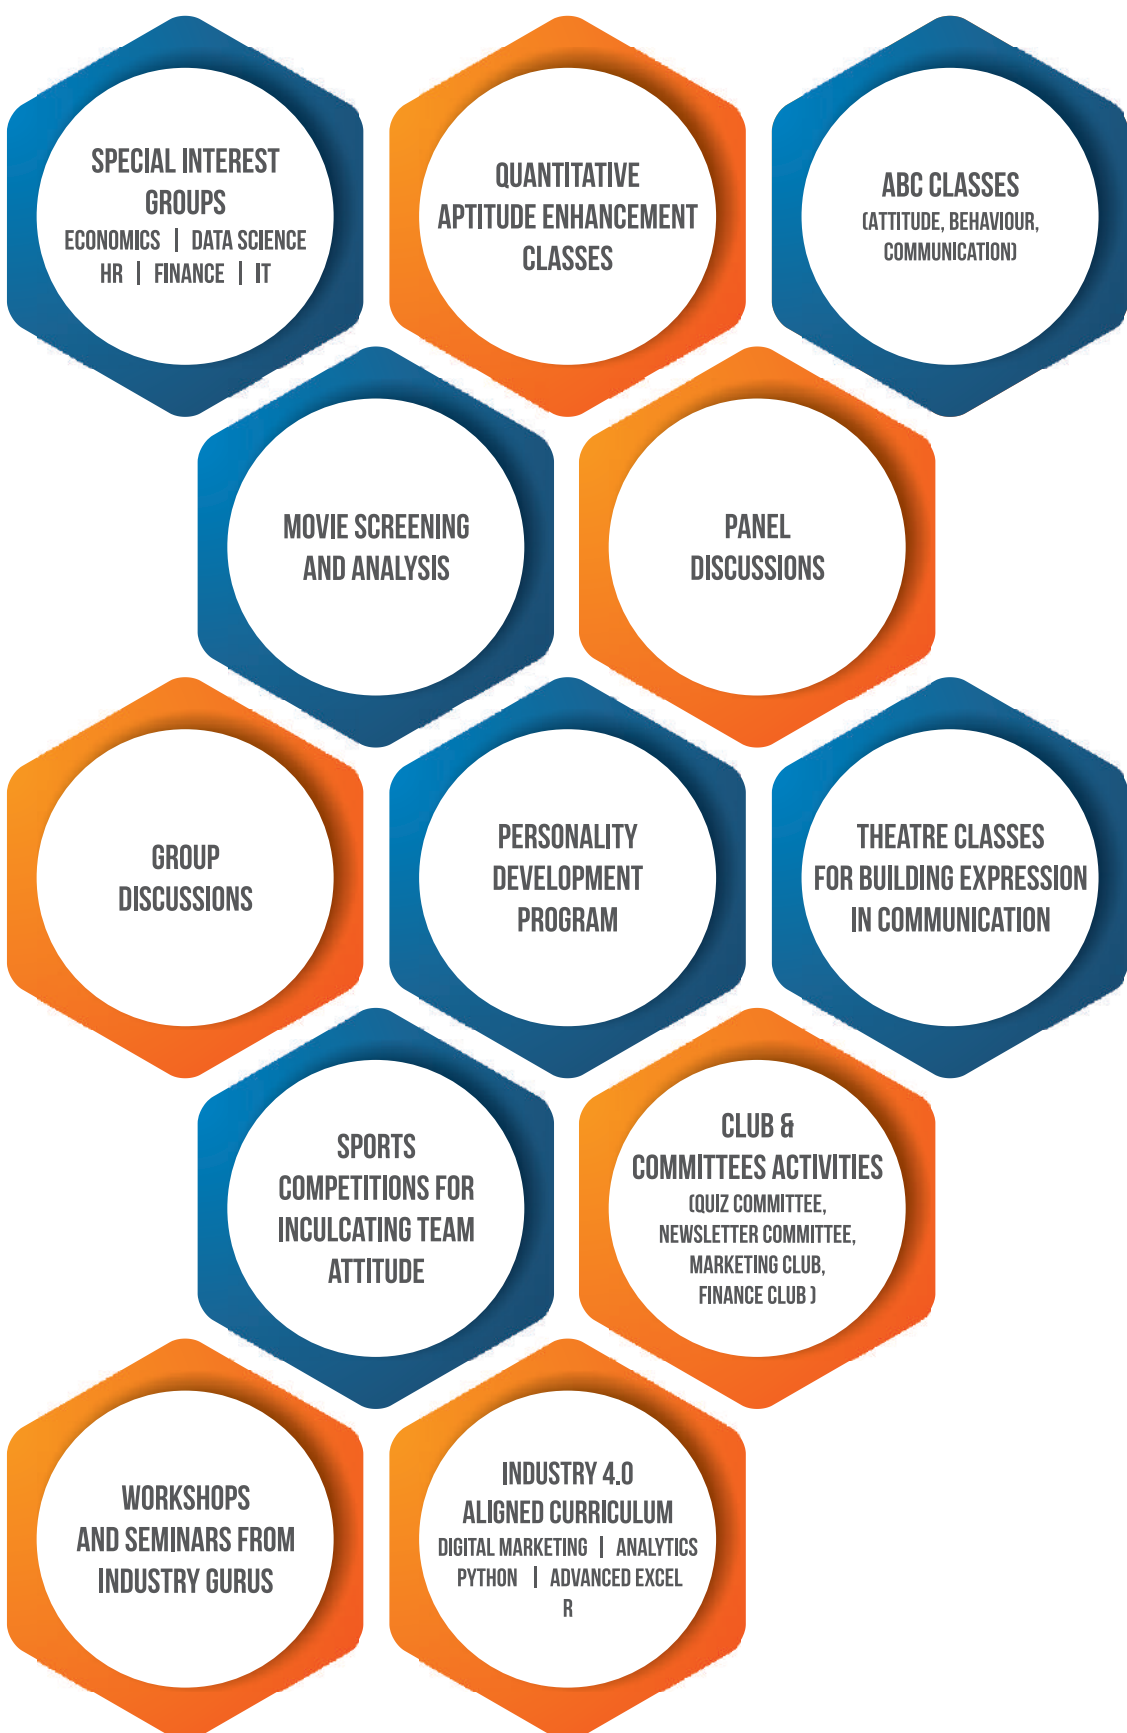 SPECIAL INTEREST
GROUPS
ECONOMICS | DATA SCIENCE
HR | FINANCE | IT
QUANTITATIVE
APTITUDE ENHANCEMENT
CLASSES
ABC CLASSES
(ATTITUDE, BEHAVIOUR,
COMMUNICATION)
MOVIE SCREENING
AND ANALYSIS
PANEL
DISCUSSIONS
GROUP
DISCUSSIONS
PERSONALITY
DEVELOPMENT
PROGRAM
THEATRE CLASSES
FOR BUILDING EXPRESSION
IN COMMUNICATION
SPORTS
COMPETITIONS FOR
INCULCATING TEAM
ATTITUDE
CLUB &
COMMITTEES ACTIVITIES
(QUIZ COMMITTEE,
NEWSLETTER COMMITTEE,
MARKETING CLUB,
FINANCE CLUB )
WORKSHOPS
AND SEMINARS FROM
INDUSTRY GURUS
INDUSTRY 4.0
ALIGNED CURRICULUM
DIGITAL MARKETING | ANALYTICS
PYTHON | ADVANCED EXCEL
R